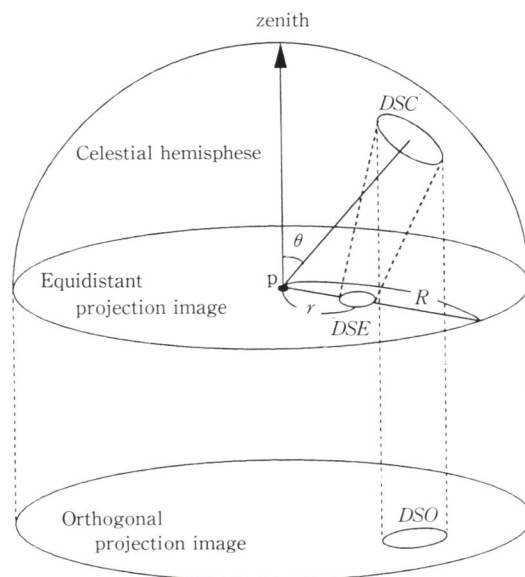 zenith
DSC
Celestial hemisphese
θ
p
Equidistant
projection image
R
r
DSE
Orthogonal
projection image
DSO